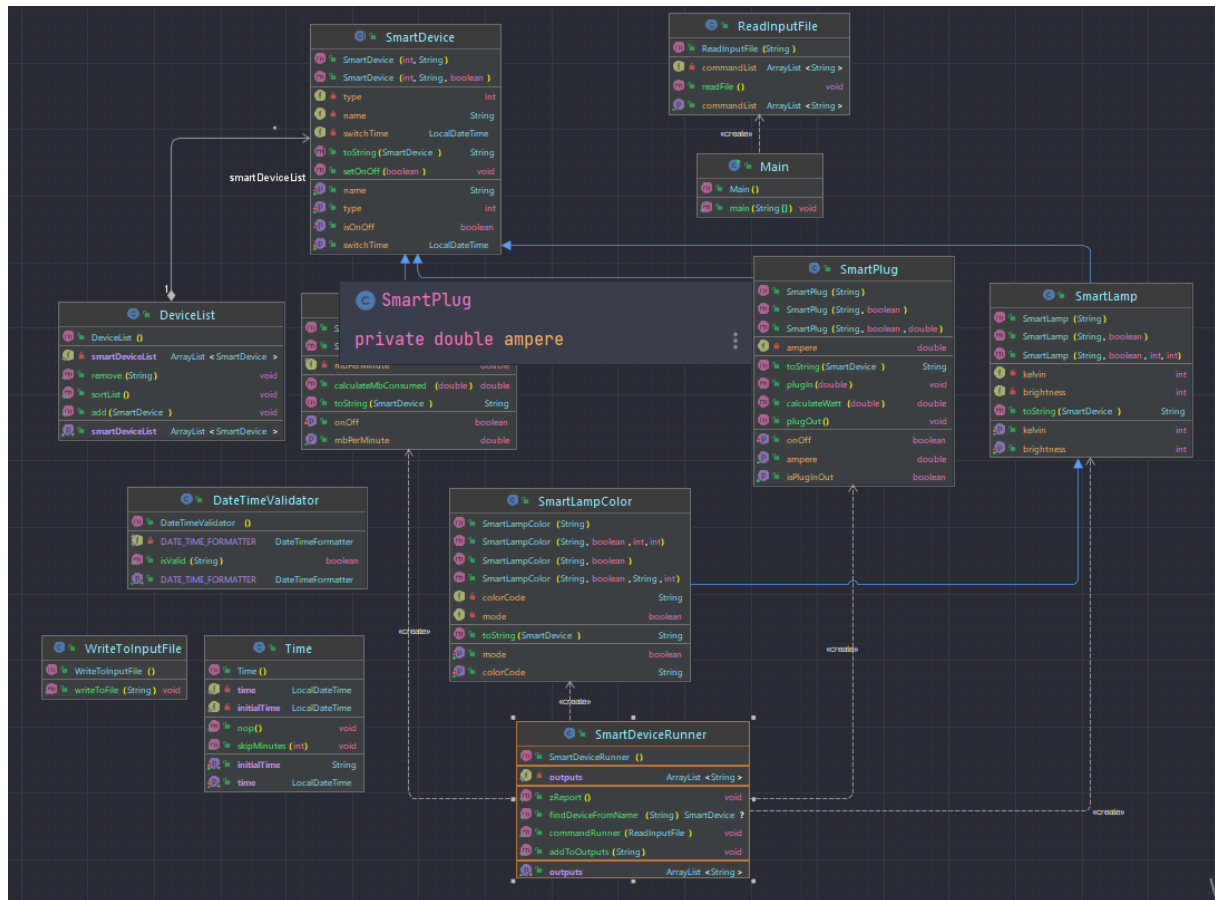 SmartDevice
SmartDevice (int, String)
SmartDevice (int, String, boolean )
type int
name String
switchTime LocalDateTime
toString(SmartDevice ) String
setOnOff(boolean ) void
name String
type int
isOnOff boolean
switchTime LocalDateTime
ReadInputFile
ReadInputFile (String )
commandList ArrayList <String>
readFile () void
commandList ArrayList <String>
«create»
Main
Main ()
main (String []) void
*
smartDeviceList
1
DeviceList
DeviceList ()
smartDeviceList ArrayList <SmartDevice >
remove (String) void
sortList() void
add (SmartDevice ) void
smartDeviceList ArrayList <SmartDevice >
SmartPlug
private double ampere
mbPerMinute double
calculateMbConsumed (double) double
toString(SmartDevice ) String
onOff boolean
mbPerMinute double
SmartPlug
SmartPlug (String)
SmartPlug (String, boolean )
SmartPlug (String, boolean , double)
ampere double
toString(SmartDevice ) String
plugIn(double) void
calculateWatt (double) double
plugOut() void
onOff boolean
ampere double
isPlugInOut boolean
SmartLamp
SmartLamp (String)
SmartLamp (String, boolean )
SmartLamp (String, boolean , int, int)
kelvin int
brightness int
toString(SmartDevice ) String
kelvin int
brightness int
DateTimeValidator
DateTimeValidator ()
DATE_TIME_FORMATTER DateTimeFormatter
isValid (String) boolean
DATE_TIME_FORMATTER DateTimeFormatter
SmartLampColor
SmartLampColor (String)
SmartLampColor (String, boolean , int, int)
SmartLampColor (String, boolean )
SmartLampColor (String, boolean , String , int)
colorCode String
mode boolean
toString(SmartDevice ) String
mode boolean
colorCode String
«create»
«create»
«create»
WriteToInputFile
WriteToInputFile ()
writeToFile (String) void
Time
Time ()
time LocalDateTime
initialTime LocalDateTime
nop() void
skipMinutes (int) void
initialTime String
time LocalDateTime
SmartDeviceRunner
SmartDeviceRunner ()
outputs ArrayList <String>
zReport () void
findDeviceFromName (String) SmartDevice ?
commandRunner (ReadInputFile ) void
addToOutputs (String) void
outputs ArrayList <String>
«create»